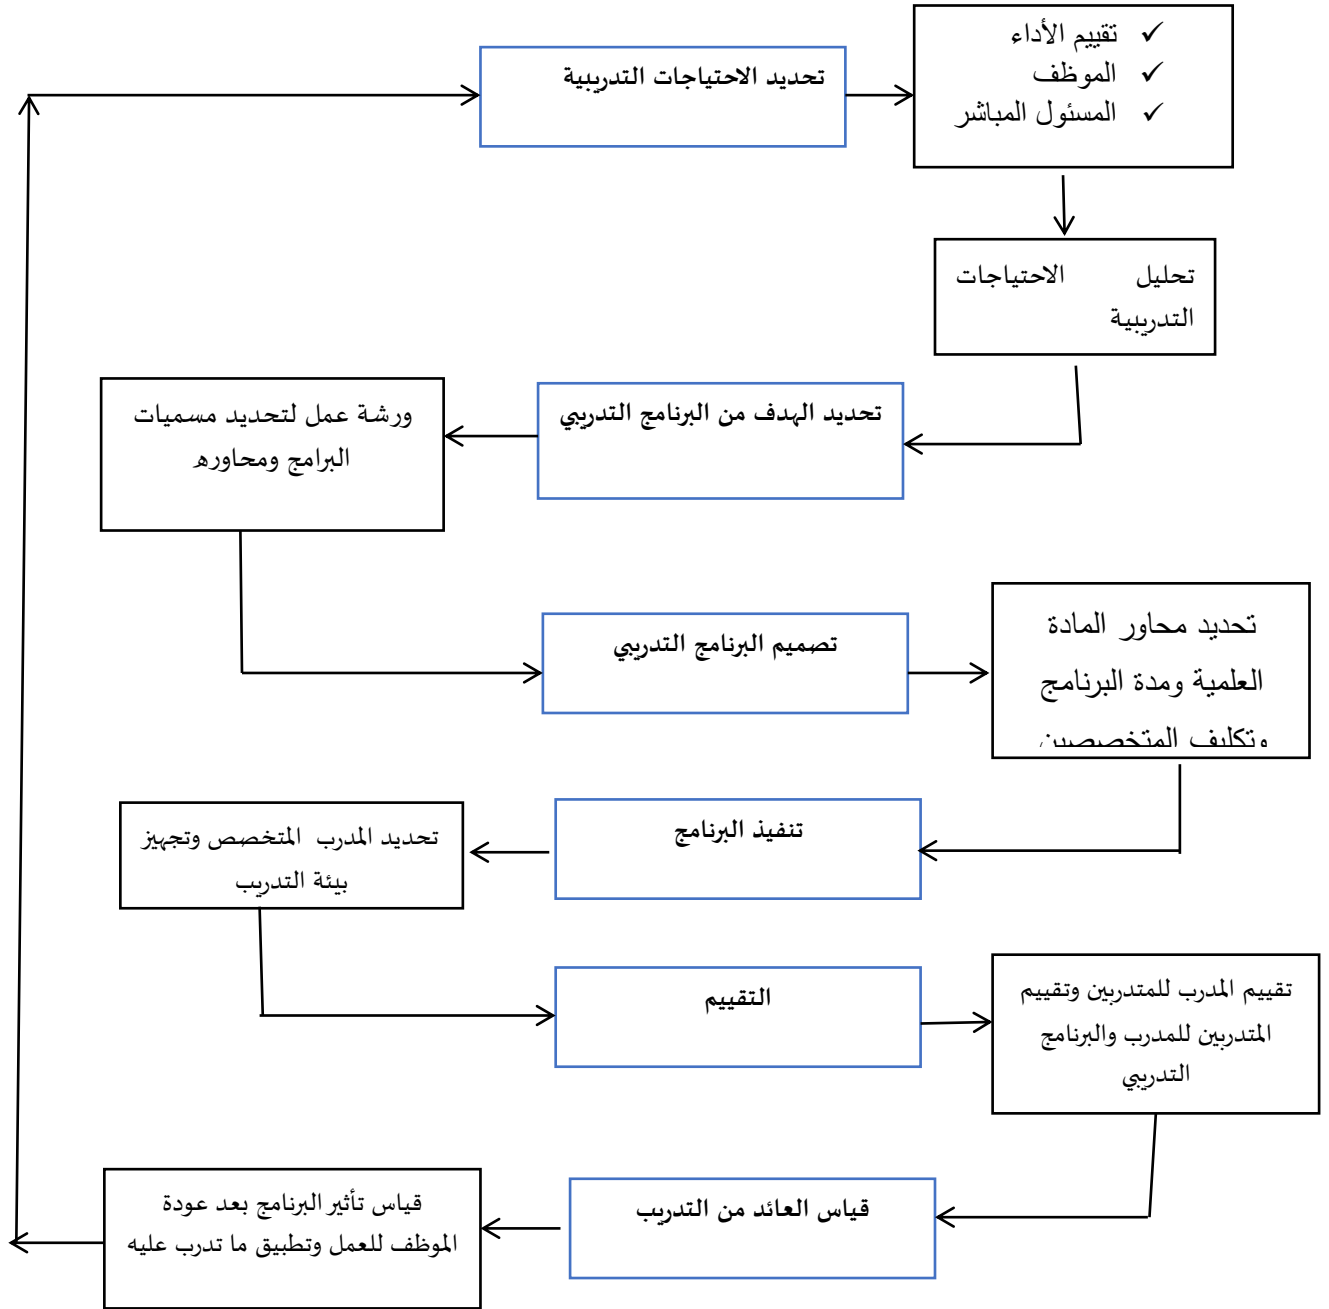 تحديد الاحتياجات التدريبية
✓ تقييم الأداء
✓ الموظف
✓ المسئول المباشر
تحليل الاحتياجات
التدريبية
تحديد الهدف من البرنامج التدريبي
ورشة عمل لتحديد مسميات
البرامج ومحاوره
تصميم البرنامج التدريبي
تحديد محاور المادة
العلمية ومدة البرنامج
وتكليف المتخصصين
تنفيذ البرنامج
تحديد المدرب المتخصص وتجهيز
بيئة التدريب
التقييم
تقييم المدرب للمتدربين وتقييم
المتدربين للمدرب والبرنامج
التدريبي
قياس العائد من التدريب
قياس تأثير البرنامج بعد عودة
الموظف للعمل وتطبيق ما تدرب عليه